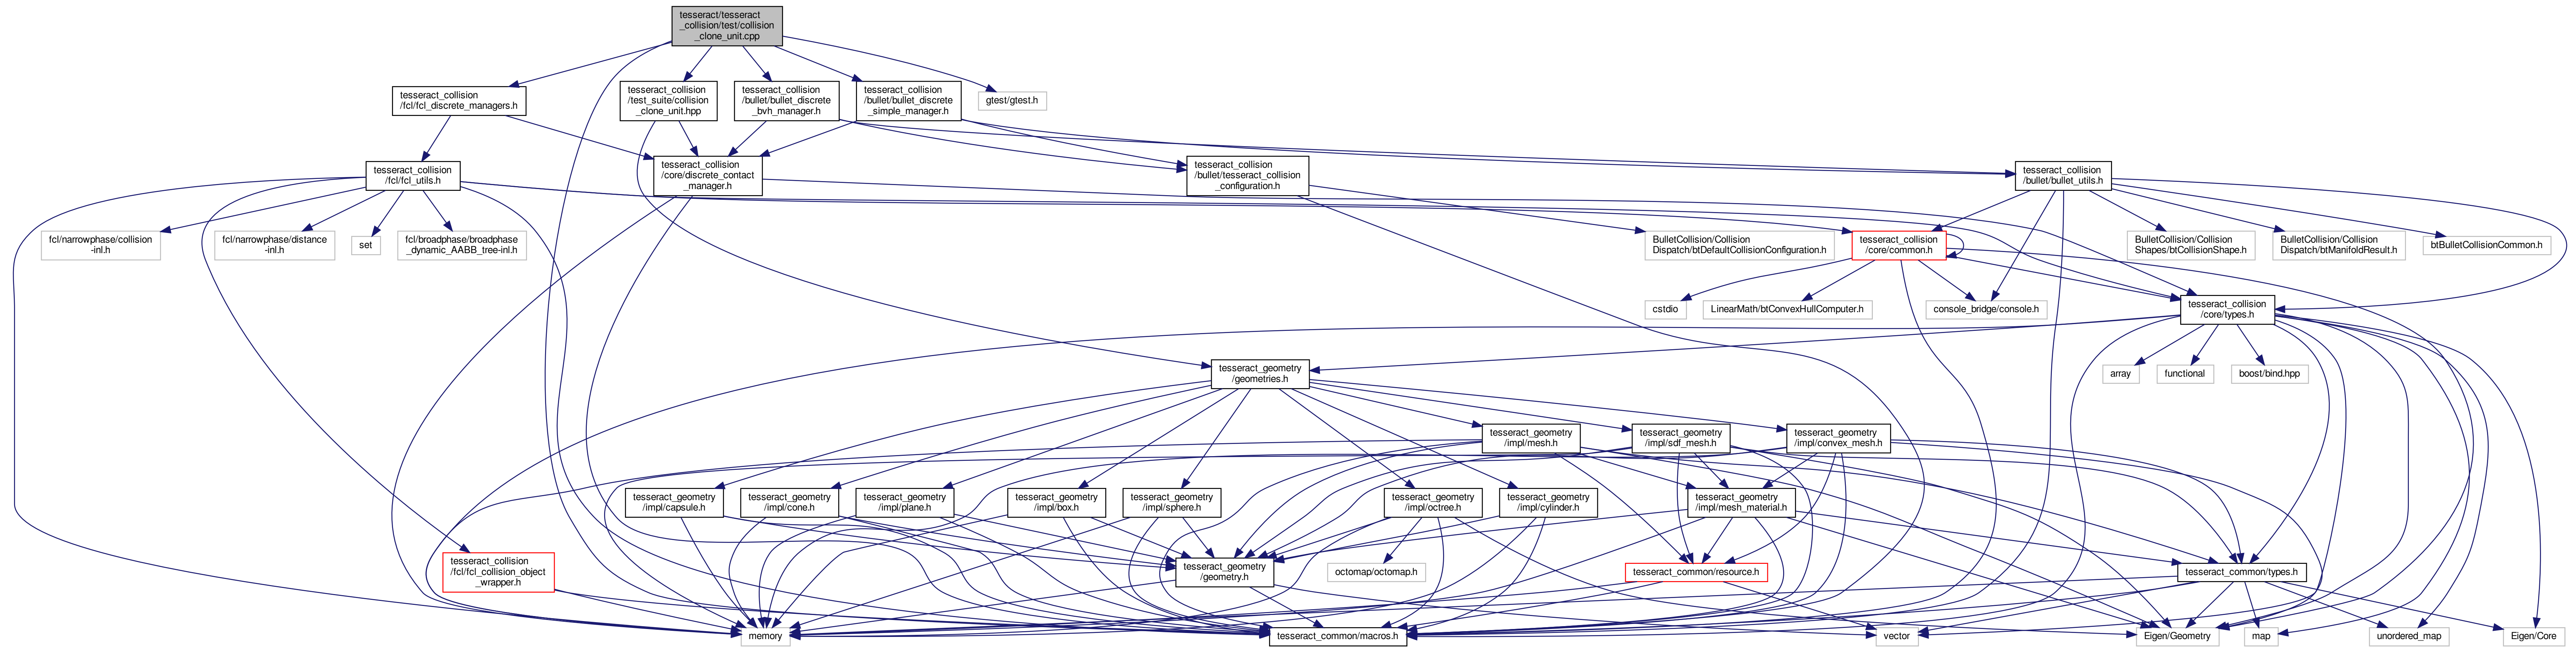 tesseract/tesseract
_collision/test/collision
_clone_unit.cpp
tesseract_collision
/fcl/fcl_discrete_managers.h
tesseract_collision
/test_suite/collision
_clone_unit.hpp
tesseract_collision
/bullet/bullet_discrete
_bvh_manager.h
tesseract_collision
/bullet/bullet_discrete
_simple_manager.h
gtest/gtest.h
tesseract_collision
/fcl/fcl_utils.h
tesseract_collision
/core/discrete_contact
_manager.h
tesseract_collision
/bullet/tesseract_collision
_configuration.h
tesseract_collision
/bullet/bullet_utils.h
fcl/narrowphase/collision
-inl.h
fcl/narrowphase/distance
-inl.h
set
fcl/broadphase/broadphase
_dynamic_AABB_tree-inl.h
BulletCollision/Collision
Dispatch/btDefaultCollisionConfiguration.h
tesseract_collision
/core/common.h
BulletCollision/Collision
Shapes/btCollisionShape.h
BulletCollision/Collision
Dispatch/btManifoldResult.h
btBulletCollisionCommon.h
cstdio
LinearMath/btConvexHullComputer.h
console_bridge/console.h
tesseract_collision
/core/types.h
tesseract_geometry
/geometries.h
array
functional
boost/bind.hpp
tesseract_geometry
/impl/mesh.h
tesseract_geometry
/impl/sdf_mesh.h
tesseract_geometry
/impl/convex_mesh.h
tesseract_geometry
/impl/capsule.h
tesseract_geometry
/impl/cone.h
tesseract_geometry
/impl/plane.h
tesseract_geometry
/impl/box.h
tesseract_geometry
/impl/sphere.h
tesseract_geometry
/impl/octree.h
tesseract_geometry
/impl/cylinder.h
tesseract_geometry
/impl/mesh_material.h
tesseract_collision
/fcl/fcl_collision_object
_wrapper.h
tesseract_geometry
/geometry.h
octomap/octomap.h
tesseract_common/resource.h
tesseract_common/types.h
memory
tesseract_common/macros.h
vector
Eigen/Geometry
map
unordered_map
Eigen/Core